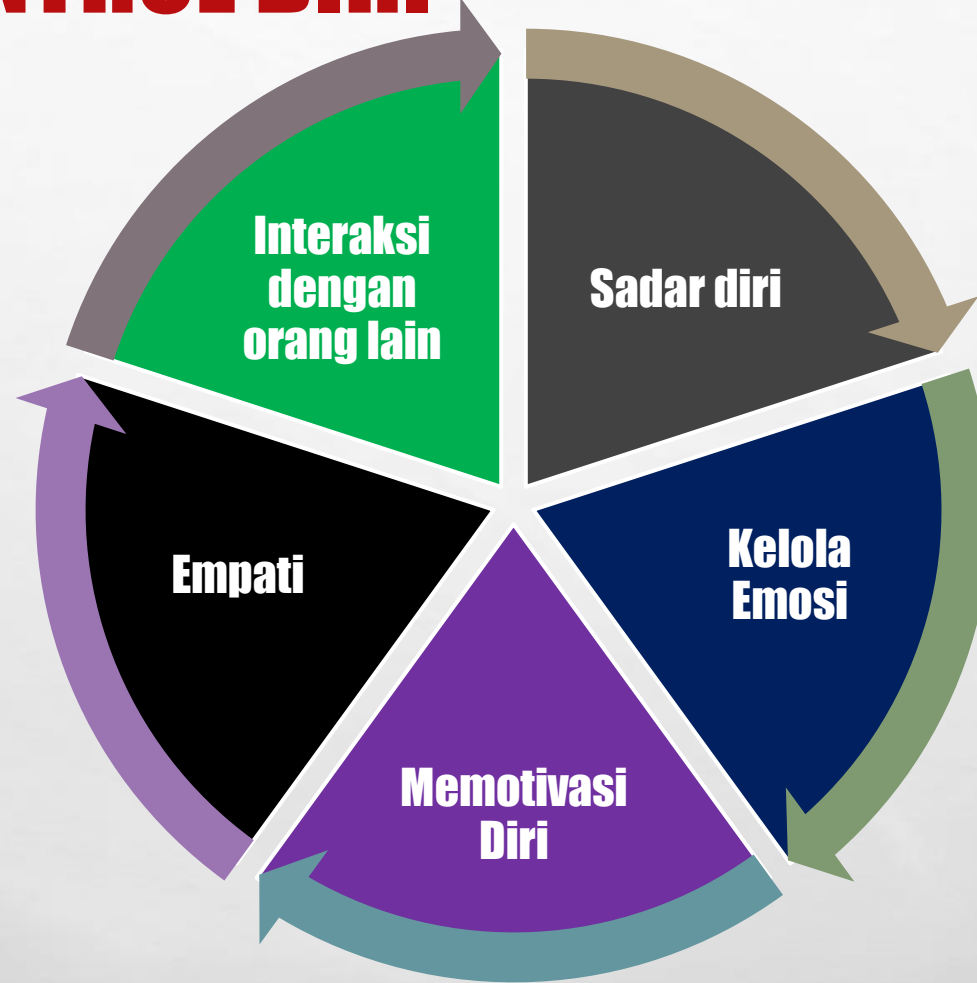 Sadar diri
Kelola
Emosi
Memotivasi
Diri
Empati
Interaksi
dengan
orang lain